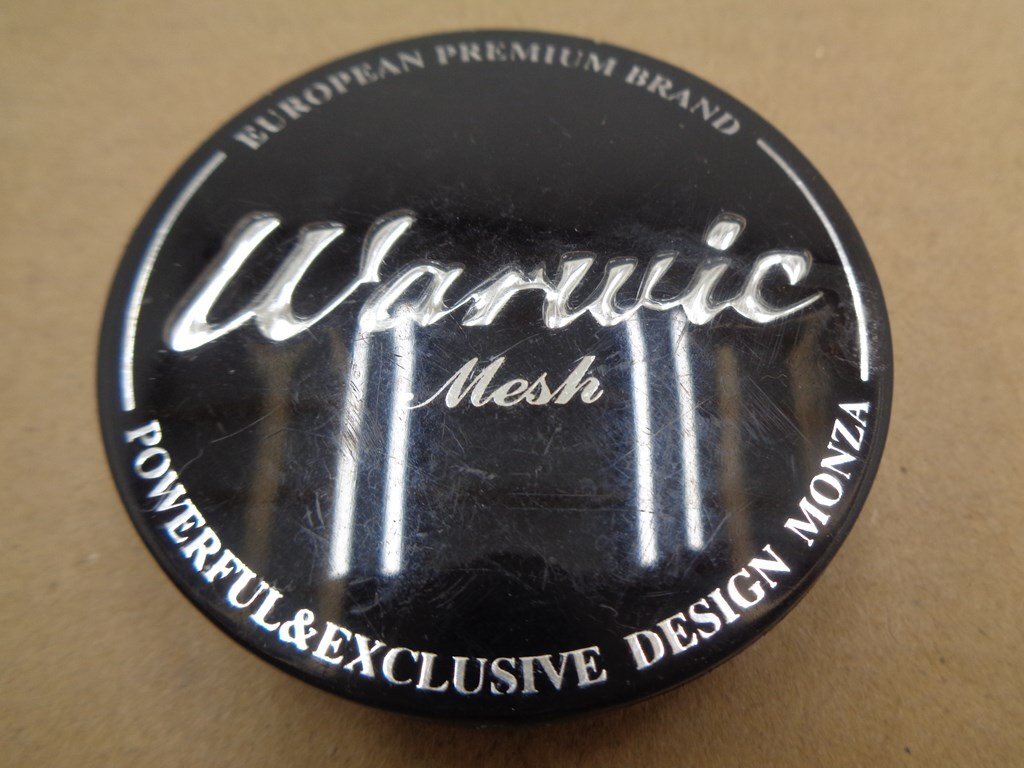 EUROPEAN PREMIUM BRAND
Warwic
Mesh
POWERFUL&EXCLUSIVE DESIGN MONZA